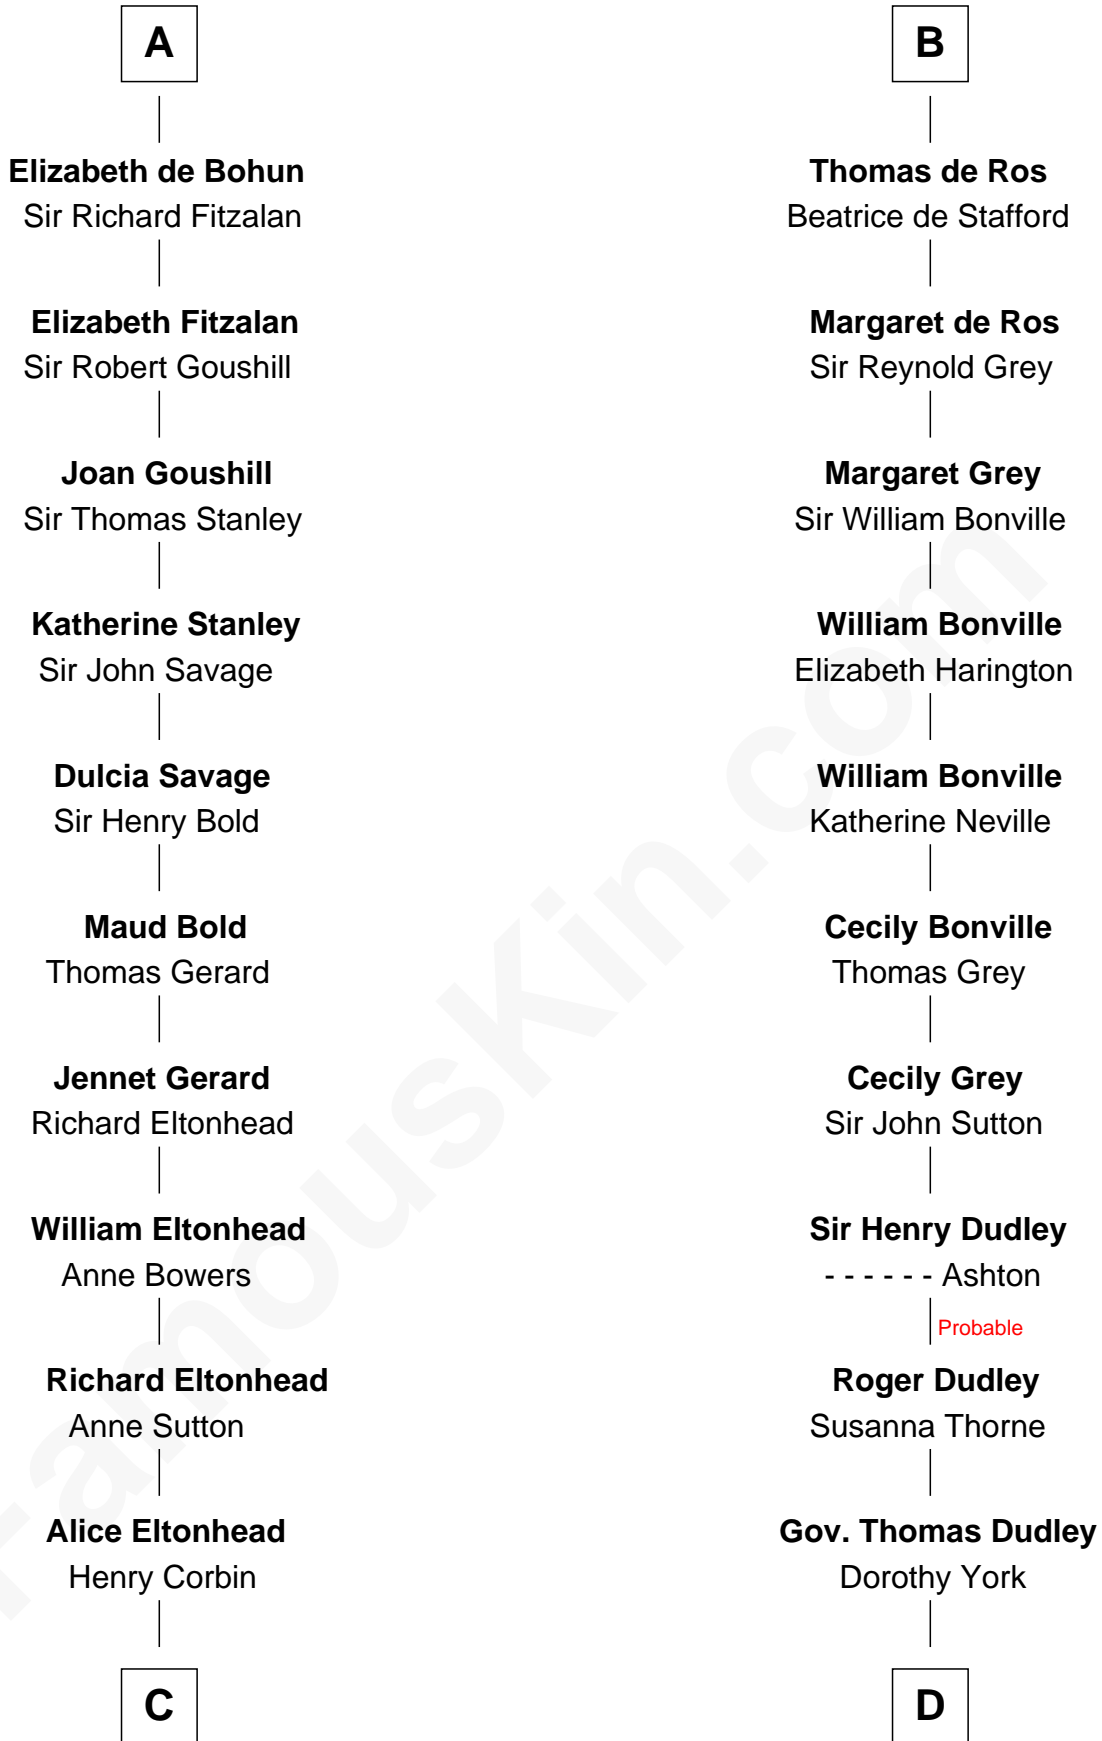 A
Elizabeth de Bohun
Sir Richard Fitzalan
Elizabeth Fitzalan
Sir Robert Goushill
Joan Goushill
Sir Thomas Stanley
Katherine Stanley
Sir John Savage
Dulcia Savage
Sir Henry Bold
Maud Bold
Thomas Gerard
Jennet Gerard
Richard Eltonhead
William Eltonhead
Anne Bowers
Richard Eltonhead
Anne Sutton
Alice Eltonhead
Henry Corbin
C
B
Thomas de Ros
Beatrice de Stafford
Margaret de Ros
Sir Reynold Grey
Margaret Grey
Sir William Bonville
William Bonville
Elizabeth Harington
William Bonville
Katherine Neville
Cecily Bonville
Thomas Grey
Cecily Grey
Sir John Sutton
Sir Henry Dudley
- - - - - - Ashton
Probable
Roger Dudley
Susanna Thorne
Gov. Thomas Dudley
Dorothy York
D
FamousKin.com